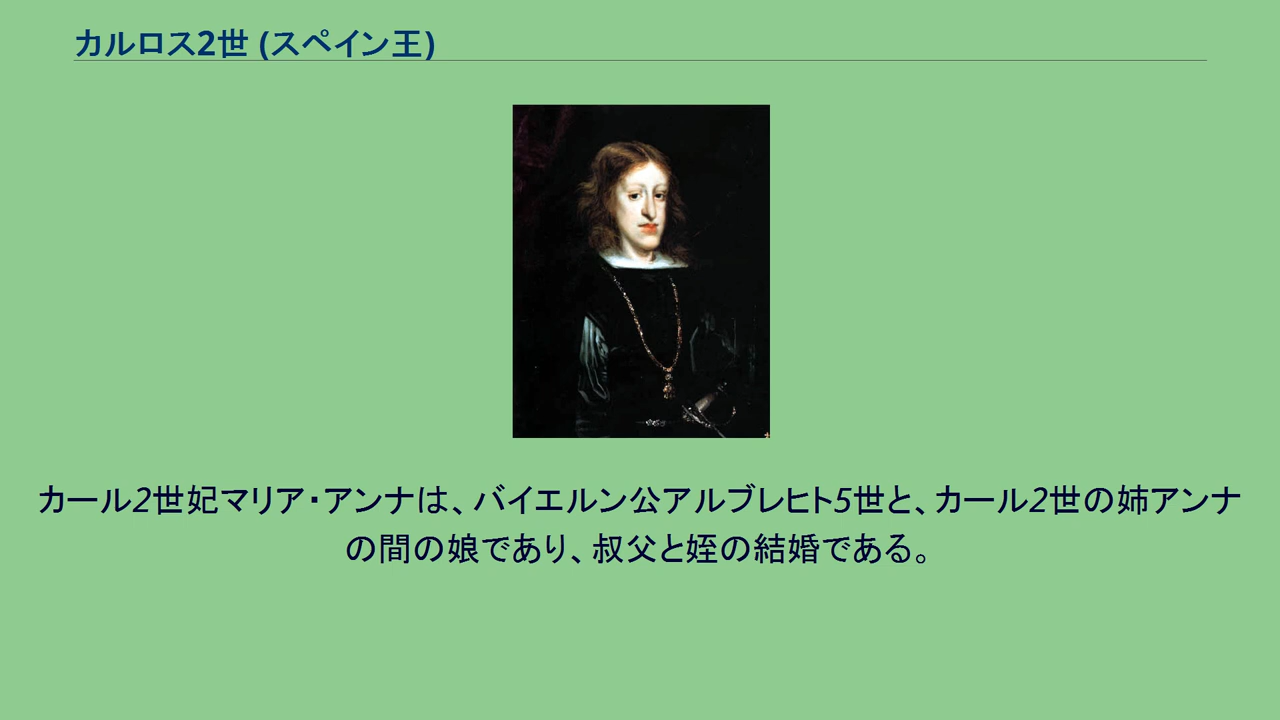 カルロス2世 (スペイン王)
カール2世妃マリア・アンナは、バイエルン公アルブレヒト5世と、カール2世の姉アンナ
の間の娘であり、叔父と姪の結婚である。